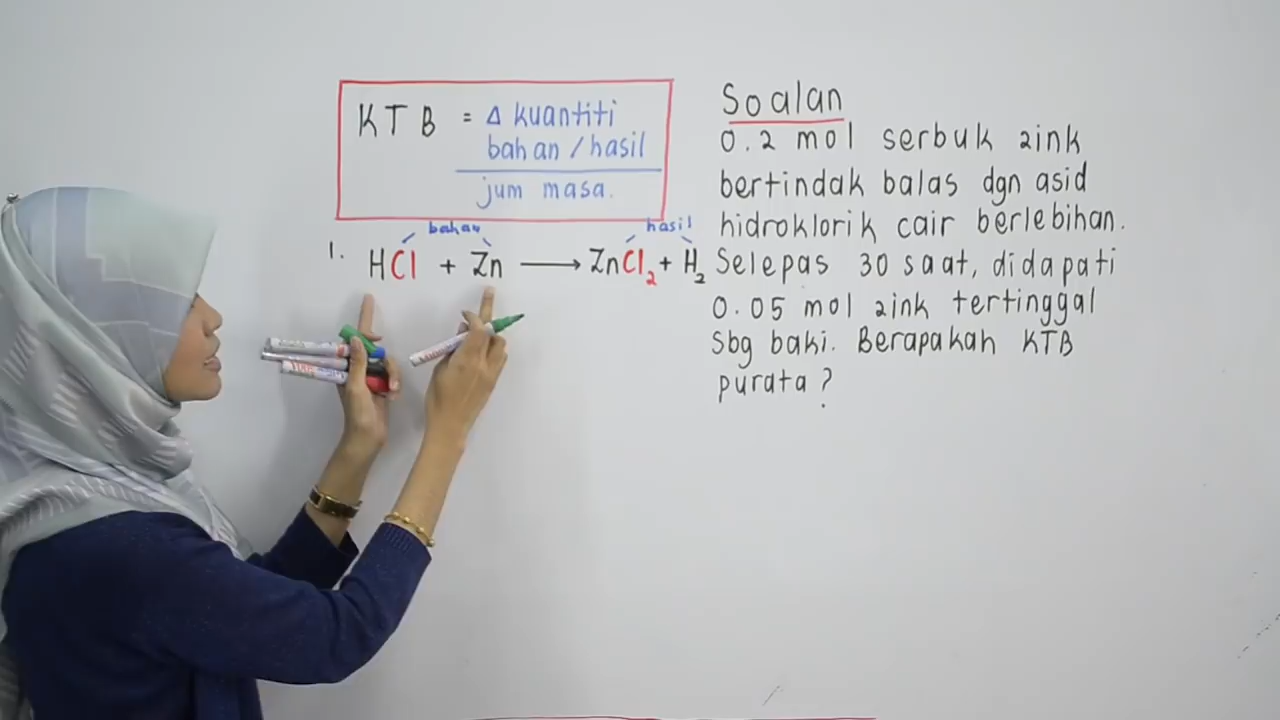 KTB = Δ kuantiti
bahan / hasil
jum masa.
bahan
hasil
1. HCl + Zn ⟶ ZnCl₂ + H₂
Soalan
0.2 mol serbuk zink
bertindak balas dgn asid
hidroklorik cair berlebihan.
Selepas 30 saat, didapati
0.05 mol zink tertinggal
sbg baki. Berapakah KTB
purata?